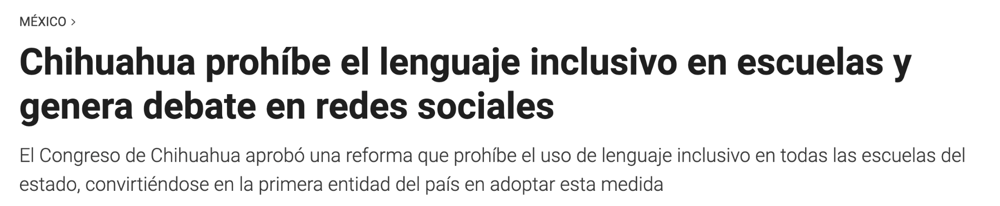 MÉXICO >
Chihuahua prohíbe el lenguaje inclusivo en escuelas y
genera debate en redes sociales
El Congreso de Chihuahua aprobó una reforma que prohíbe el uso de lenguaje inclusivo en todas las escuelas del
estado, convirtiéndose en la primera entidad del país en adoptar esta medida